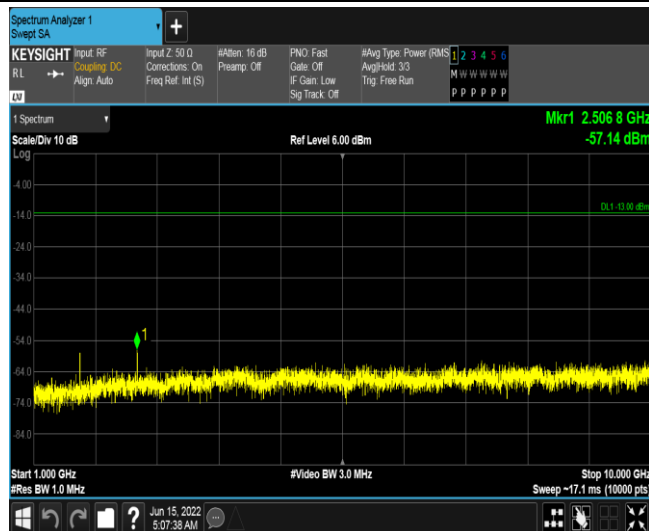 Spectrum Analyzer 1
Swept SA
+
KEYSIGHT
RL
LXI
Input: RF
Coupling: DC
Align: Auto
Input Z: 50 Ω
Corrections: On
Freq Ref: Int (S)
#Atten: 16 dB
Preamp: Off
PNO: Fast
Gate: Off
IF Gain: Low
Sig Track: Off
#Avg Type: Power (RMS
Avg|Hold: 3/3
Trig: Free Run
1 2 3 4 5 6
M W W W W W
P P P P P P
1 Spectrum
Mkr1 2.506 8 GHz
-57.14 dBm
Scale/Div 10 dB
Ref Level 6.00 dBm
Log
-4.00
DL1 -13.00 dBm
-14.0
-24.0
-34.0
-44.0
-54.0
1
-64.0
-74.0
-84.0
Start 1.000 GHz
#Video BW 3.0 MHz
Stop 10.000 GHz
#Res BW 1.0 MHz
Sweep ~17.1 ms (10000 pts)
?
Jun 15, 2022
5:07:38 AM